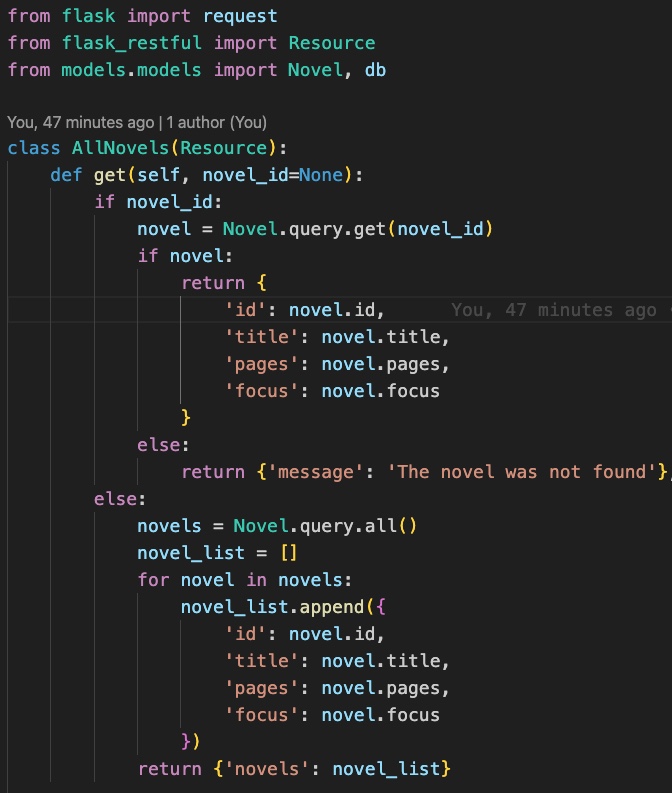 from flask import request
from flask_restful import Resource
from models.models import Novel, db
You, 47 minutes ago | 1 author (You)
class AllNovels(Resource):
    def get(self, novel_id=None):
        if novel_id:
            novel = Novel.query.get(novel_id)
            if novel:
                return {
                    'id': novel.id,      You, 47 minutes ago •
                    'title': novel.title,
                    'pages': novel.pages,
                    'focus': novel.focus
                }
            else:
                return {'message': 'The novel was not found'},
        else:
            novels = Novel.query.all()
            novel_list = []
            for novel in novels:
                novel_list.append({
                    'id': novel.id,
                    'title': novel.title,
                    'pages': novel.pages,
                    'focus': novel.focus
                })
            return {'novels': novel_list}